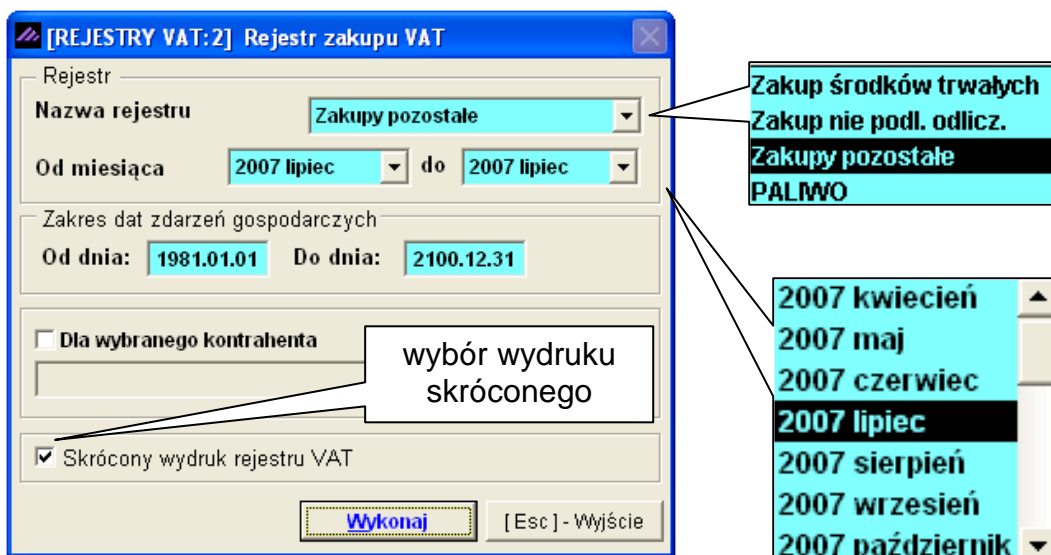 [REJESTRY VAT:2] Rejestr zakupu VAT
Rejestr
Nazwa rejestru
Zakupy pozostałe
Od miesiąca
2007 lipiec
do
2007 lipiec
Zakres dat zdarzeń gospodarczych
Od dnia:
1981.01.01
Do dnia:
2100.12.31
Dla wybranego kontrahenta
wybór wydruku
skróconego
Skrócony wydruk rejestru VAT
Wykonaj
[Esc] - Wyjście
Zakup środków trwałych
Zakup nie podl. odlicz.
Zakupy pozostałe
PALIWO
2007 kwiecień
2007 maj
2007 czerwiec
2007 lipiec
2007 sierpień
2007 wrzesień
2007 październik